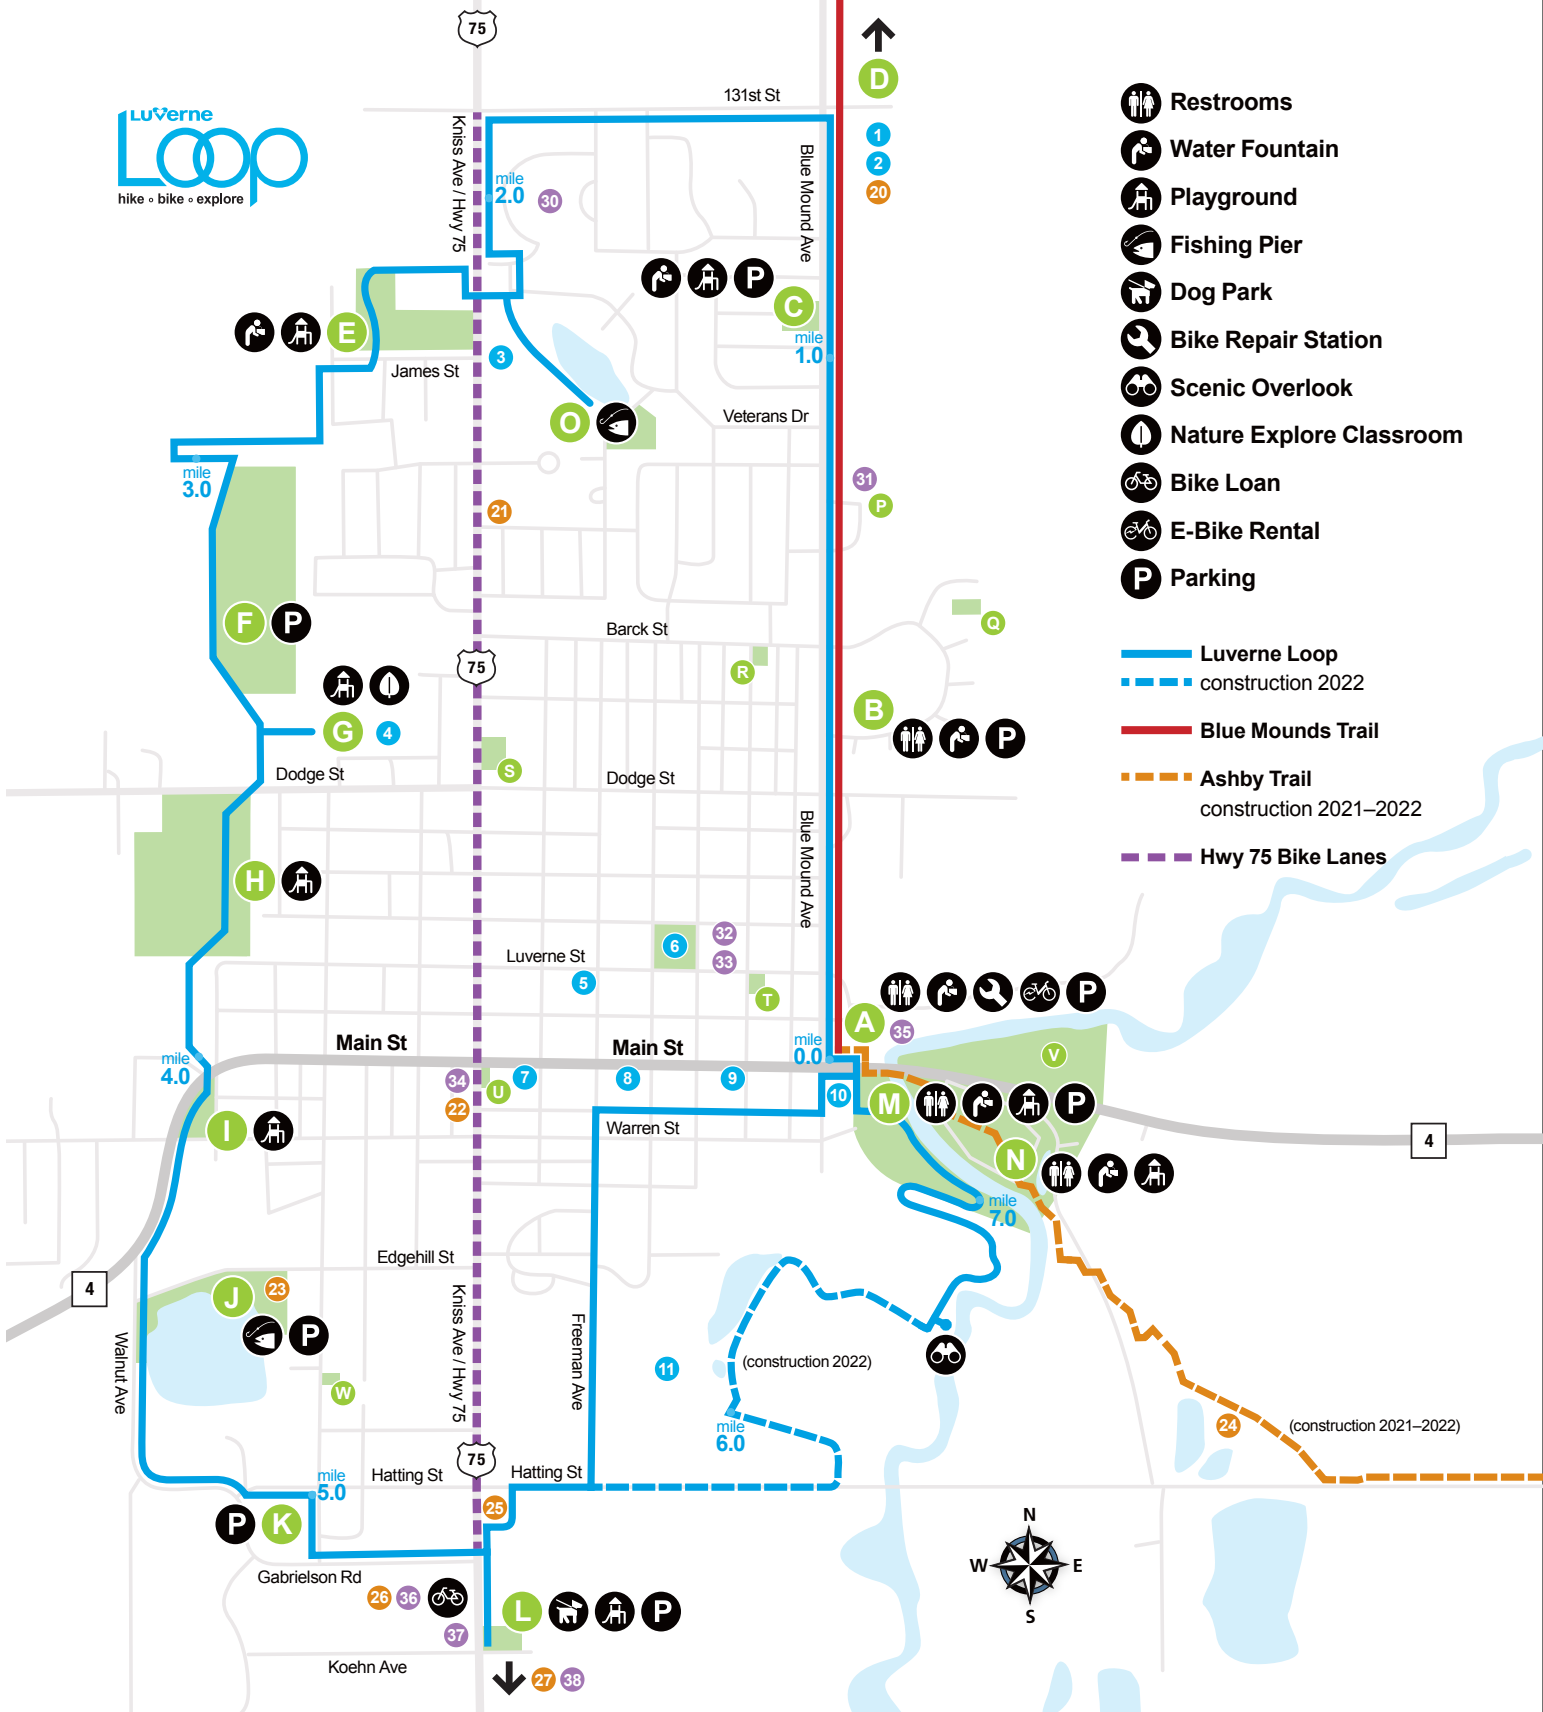 75
D
131st St
LUVerne
Loop
hike • bike • explore
Kniss Ave / Hwy 75
Blue Mound Ave
1
2
20
mile
2.0
30
Restrooms
Water Fountain
Playground
Fishing Pier
Dog Park
Bike Repair Station
Scenic Overlook
Nature Explore Classroom
Bike Loan
E-Bike Rental
P Parking
Luverne Loop
construction 2022
Blue Mounds Trail
Ashby Trail
construction 2021–2022
Hwy 75 Bike Lanes
P
C
E
mile
1.0
3
James St
O
Veterans Dr
mile
3.0
31
P
21
F
P
Barck St
Q
75
R
B
P
G
4
S
Dodge St
Dodge St
Blue Mound Ave
H
6
32
33
Luverne St
5
T
P
A
35
Main St
Main St
mile
0.0
V
mile
4.0
34
U
7
8
9
10
22
M
P
I
Warren St
4
N
mile
7.0
Edgehill St
4
J
23
P
Walnut Ave
Kniss Ave / Hwy 75
Freeman Ave
11
(construction 2022)
W
mile
6.0
24
(construction 2021–2022)
75
Hatting St
Hatting St
mile
5.0
25
P
K
N
W
E
S
Gabrielson Rd
26
36
L
P
37
Koehn Ave
27
38